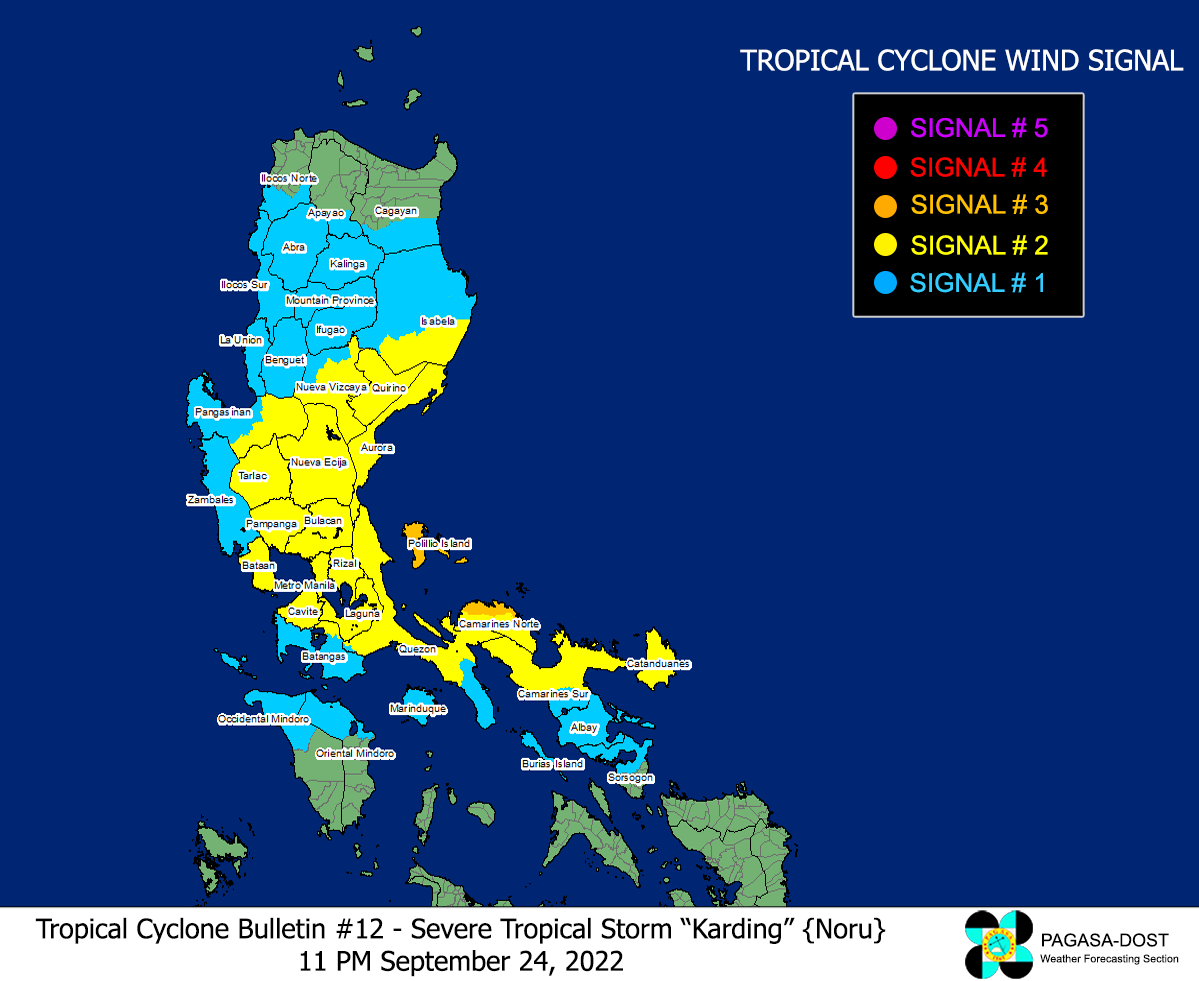 TROPICAL CYCLONE WIND SIGNAL
SIGNAL # 5
SIGNAL # 4
SIGNAL # 3
SIGNAL # 2
SIGNAL # 1
Ilocos Norte
Apayao
Cagayan
Abra
Kalinga
Ilocos Sur
Mountain Province
Isabela
Ifugao
La Union
Benguet
Nueva Vizcaya
Quirino
Pangasinan
Aurora
Nueva Ecija
Tarlac
Zambales
Pampanga
Bulacan
Polillio Island
Bataan
Rizal
Metro Manila
Cavite
Laguna
Camarines Norte
Quezon
Batangas
Catanduanes
Camarines Sur
Marinduque
Occidental Mindoro
Albay
Oriental Mindoro
Burias Island
Sorsogon
Tropical Cyclone Bulletin #12 - Severe Tropical Storm “Karding” {Noru}
11 PM September 24, 2022
PAGASA-DOST
Weather Forecasting Section